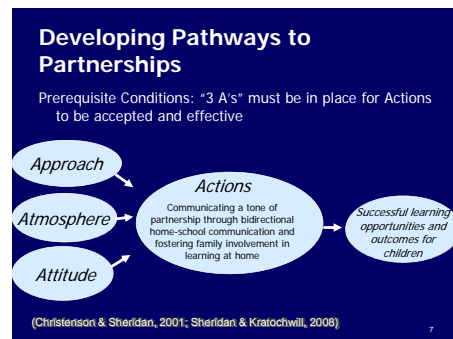 Developing Pathways to
Partnerships
Prerequisite Conditions: “3 A’s” must be in place for Actions
to be accepted and effective
Approach
Atmosphere
Attitude
Actions
Communicating a tone of
partnership through bidirectional
home-school communication and
fostering family involvement in
learning at home
Successful learning
opportunities and
outcomes for
children
(Christenson & Sheridan, 2001; Sheridan & Kratochwill, 2008)
7